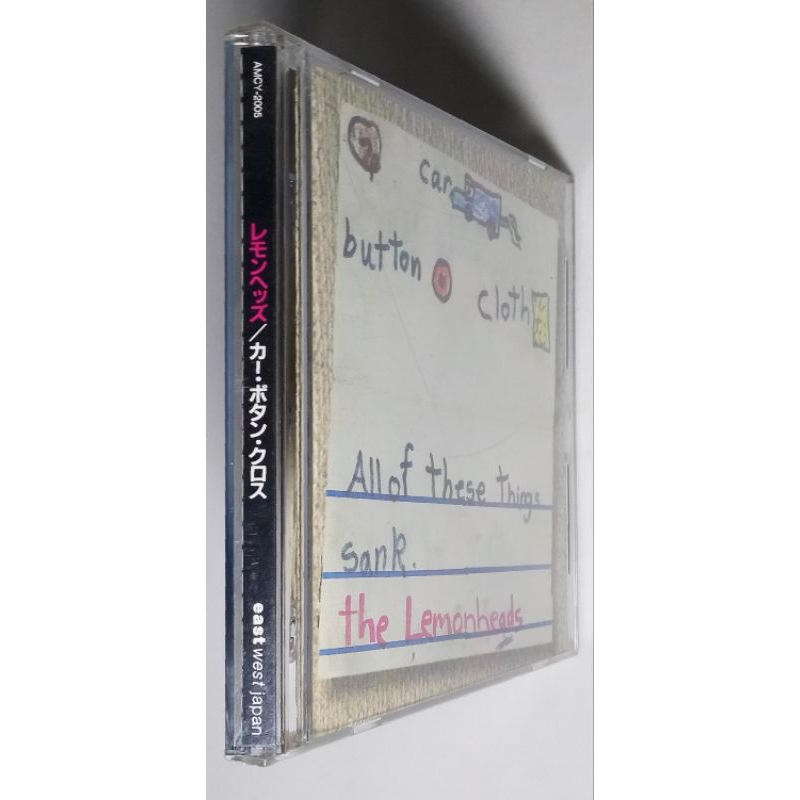 AMCY-2005
レモンヘッズ/カー・ボタン・クロス
east west japan
car
button
cloth
All of these things
sank.
the Lemonheads